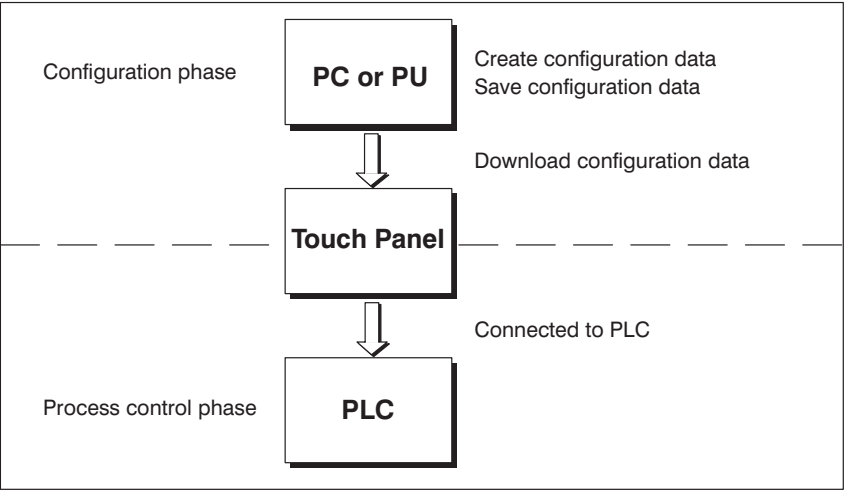 Configuration phase
PC or PU
Create configuration data
Save configuration data
Download configuration data
Touch Panel
Connected to PLC
Process control phase
PLC